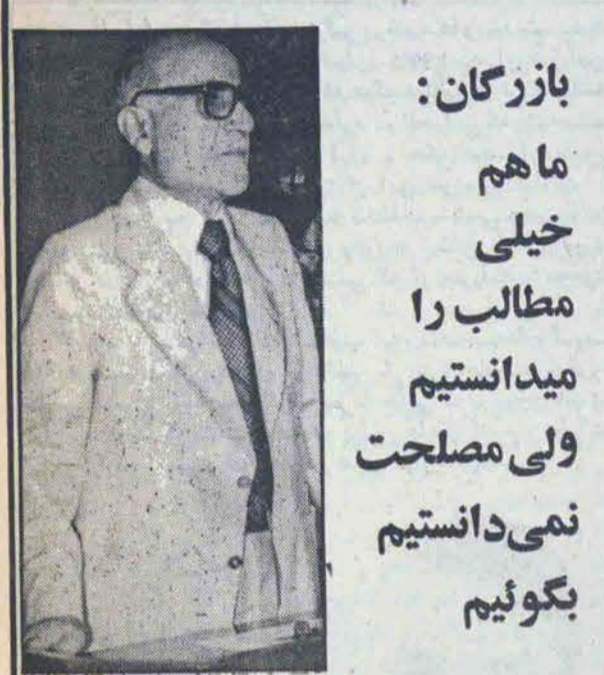 بازرگان:
ما هم
خیلی
مطالب را
میدانستیم
ولی مصلحت
نمی‌دانستیم
بگوئیم